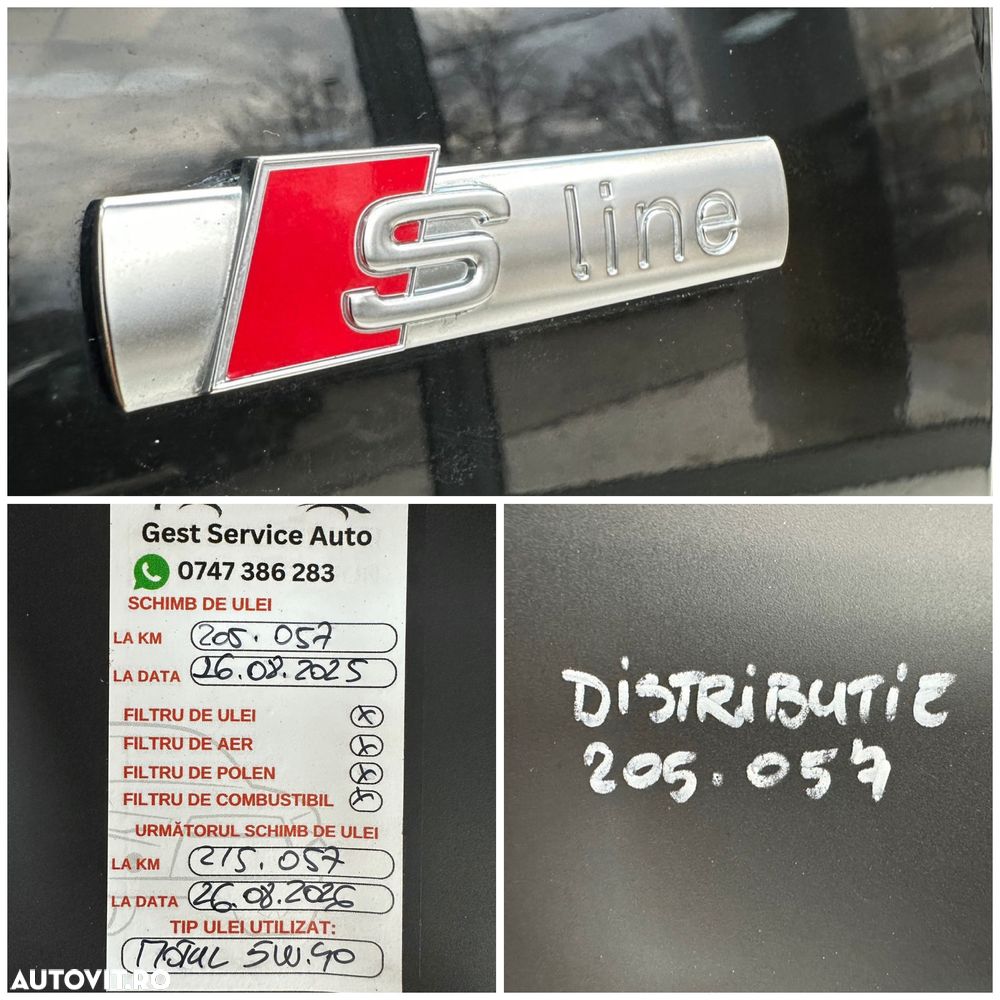 S line
Gest Service Auto
0747 386 283
SCHIMB DE ULEI
LA KM 205.057
LA DATA 26.08.2025
FILTRU DE ULEI X
FILTRU DE AER X
FILTRU DE POLEN X
FILTRU DE COMBUSTIBIL X
URMĂTORUL SCHIMB DE ULEI
LA KM 215.057
LA DATA 26.08.2026
TIP ULEI UTILIZAT:
MOTUL 5W.40
DISTRIBUTIE
205.057
AUTOVIT.RO